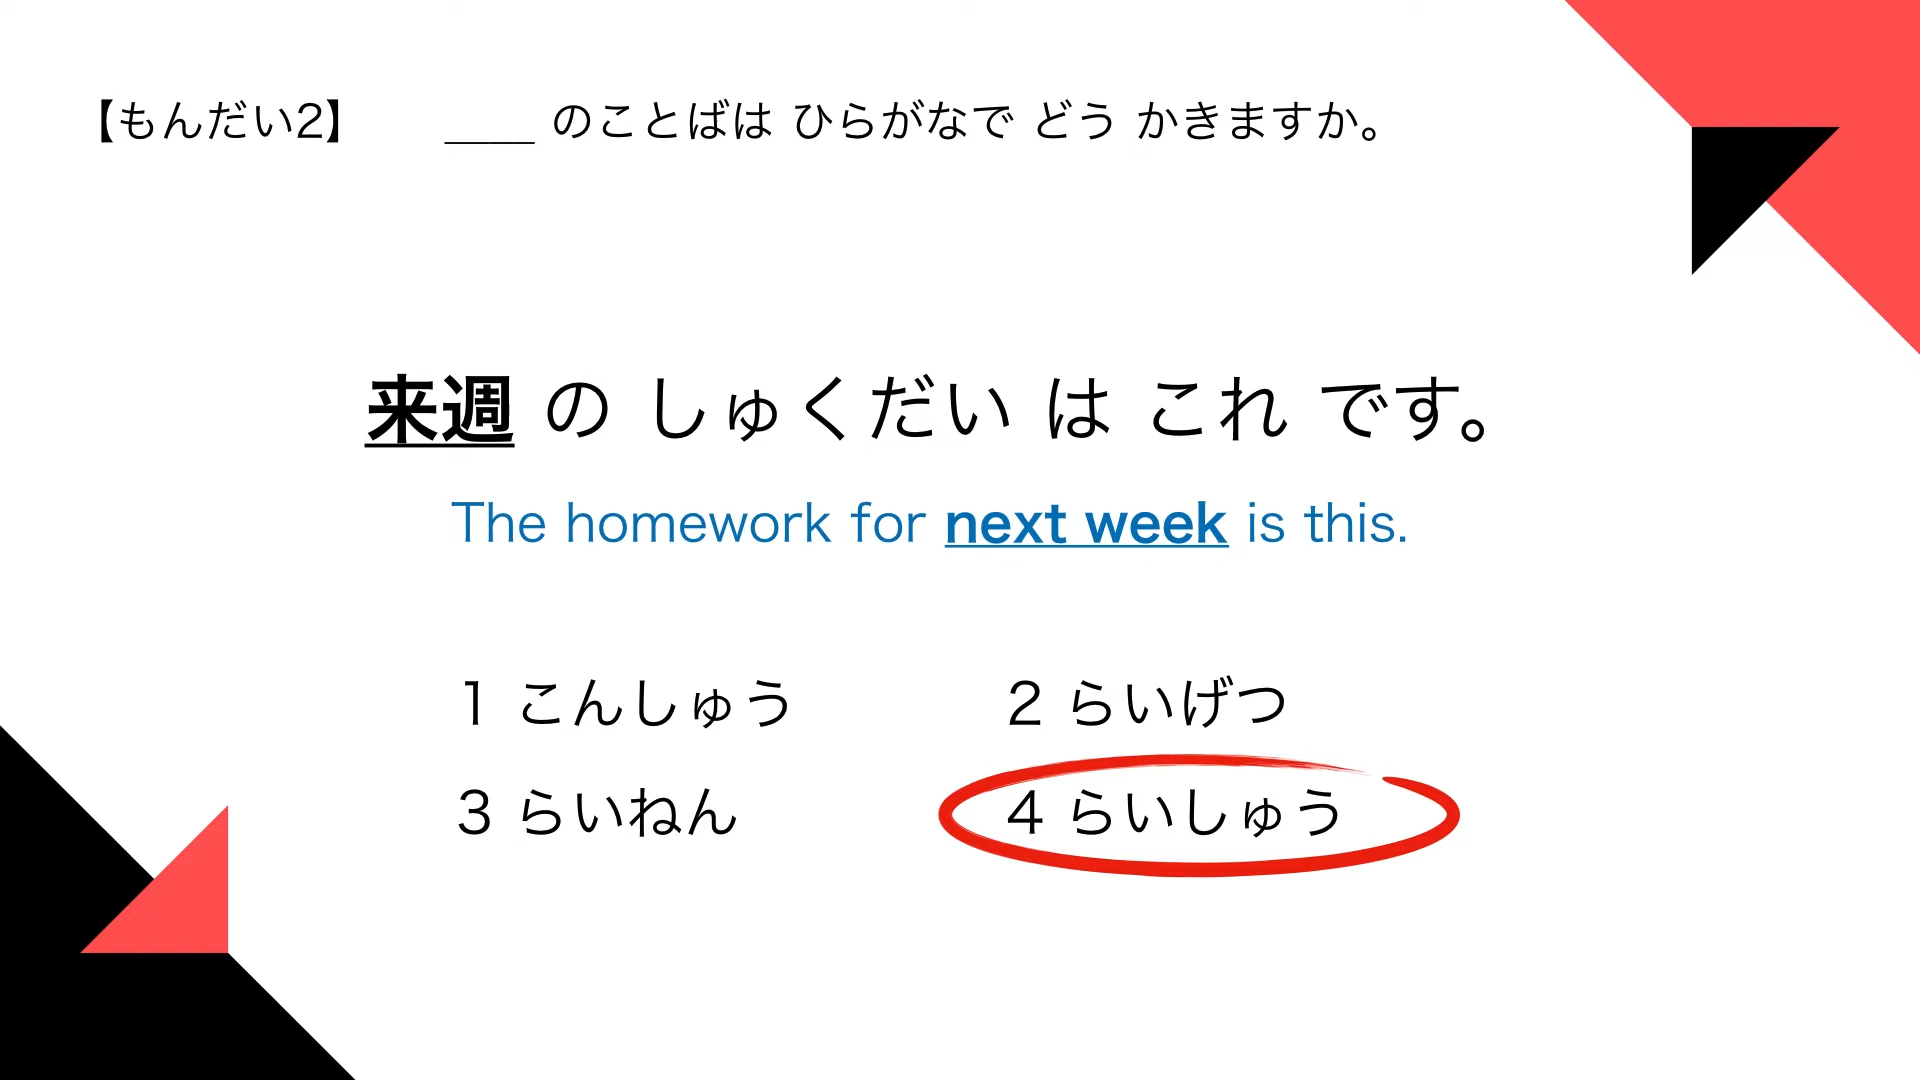 【もんだい2】 ____ のことばは ひらがなで どう かきますか。
来週 の しゅくだい は これ です。
The homework for next week is this.
1 こんしゅう 2 らいげつ
3 らいねん 4 らいしゅう